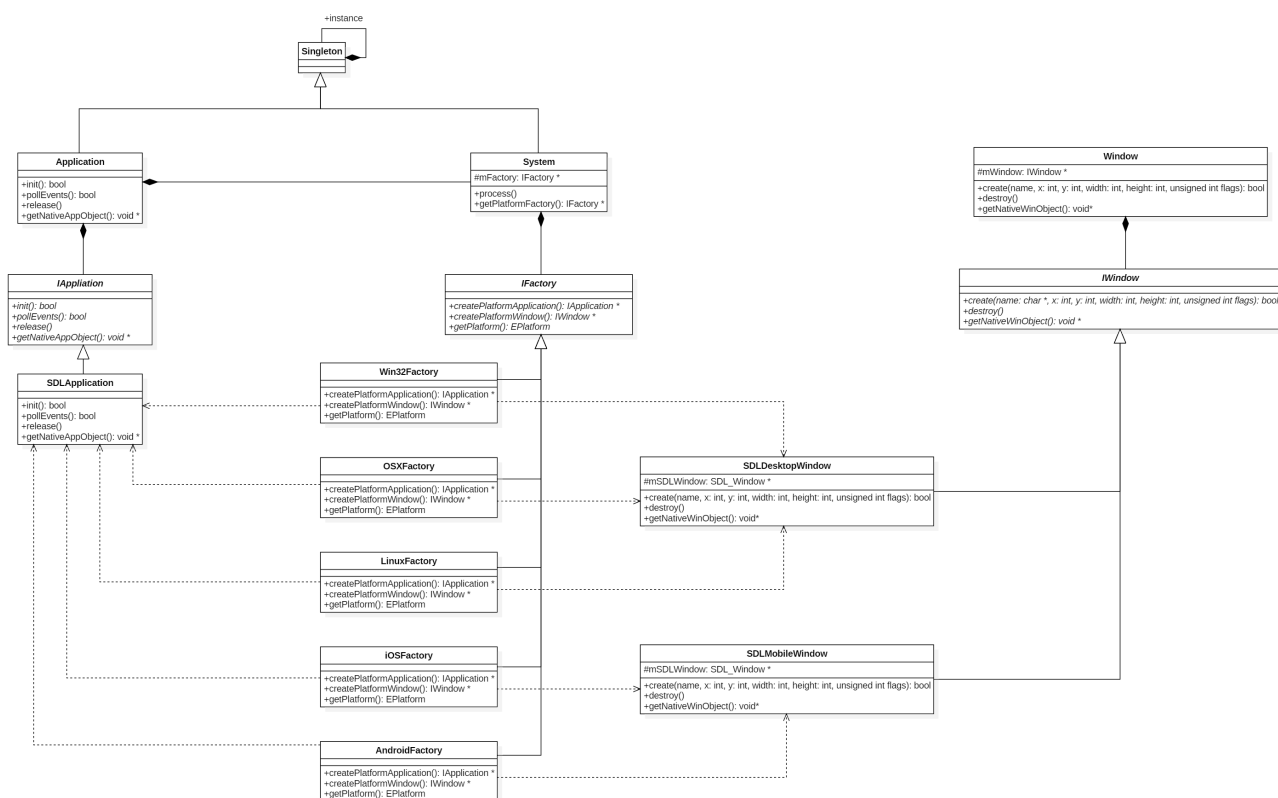 +instance
Singleton
Application
+init(): bool
+pollEvents(): bool
+release()
+getNativeAppObject(): void *
System
#mFactory: IFactory *
+process()
+getPlatformFactory(): IFactory *
Window
#mWindow: IWindow *
+create(name, x: int, y: int, width: int, height: int, unsigned int flags): bool
+destroy()
+getNativeWinObject(): void*
IAppliation
+init(): bool
+pollEvents(): bool
+release()
+getNativeAppObject(): void *
IFactory
+createPlatformApplication(): IApplication *
+createPlatformWindow(): IWindow *
+getPlatform(): EPlatform
IWindow
+create(name: char *, x: int, y: int, width: int, height: int, unsigned int flags): bool
+destroy()
+getNativeWinObject(): void *
SDLApplication
+init(): bool
+pollEvents(): bool
+release()
+getNativeAppObject(): void *
Win32Factory
+createPlatformApplication(): IApplication *
+createPlatformWindow(): IWindow *
+getPlatform(): EPlatform
OSXFactory
+createPlatformApplication(): IApplication *
+createPlatformWindow(): IWindow *
+getPlatform(): EPlatform
SDLDesktopWindow
#mSDLWindow: SDL_Window *
+create(name, x: int, y: int, width: int, height: int, unsigned int flags): bool
+destroy()
+getNativeWinObject(): void*
LinuxFactory
+createPlatformApplication(): IApplication *
+createPlatformWindow(): IWindow *
+getPlatform(): EPlatform
iOSFactory
+createPlatformApplication(): IApplication *
+createPlatformWindow(): IWindow *
+getPlatform(): EPlatform
SDLMobileWindow
#mSDLWindow: SDL_Window *
+create(name, x: int, y: int, width: int, height: int, unsigned int flags): bool
+destroy()
+getNativeWinObject(): void*
AndroidFactory
+createPlatformApplication(): IApplication *
+createPlatformWindow(): IWindow *
+getPlatform(): EPlatform